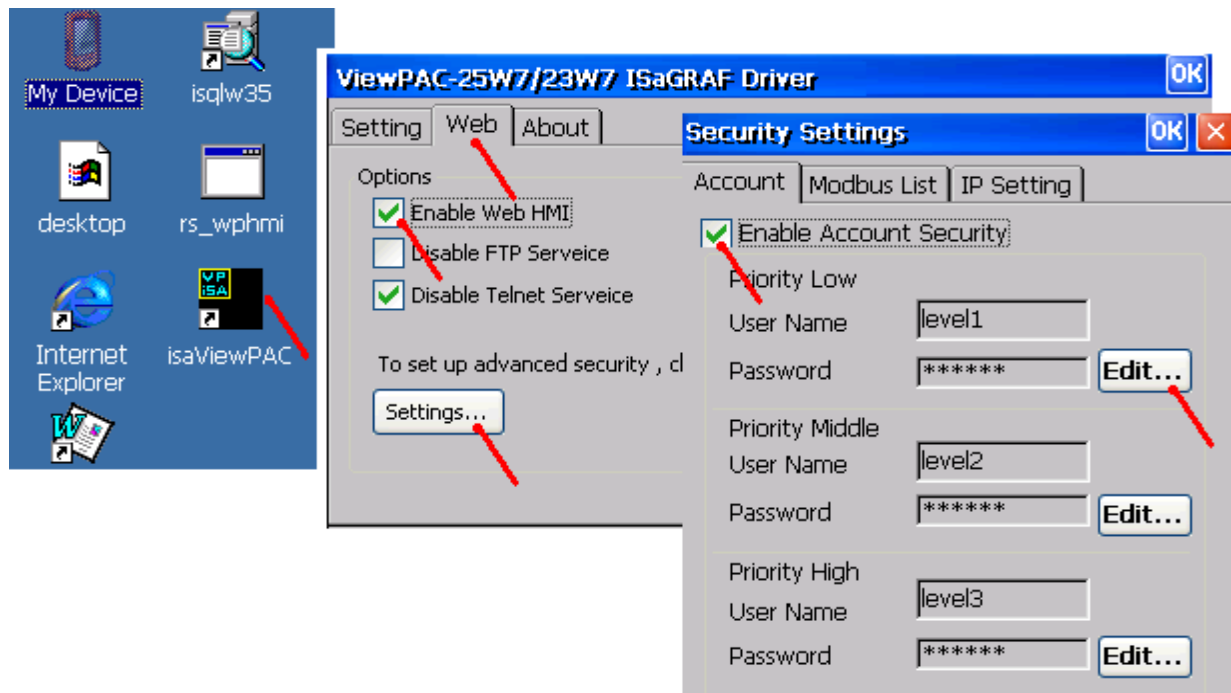 My Device
isqlw35
desktop
rs_wphmi
Internet
Explorer
VP
iSA
isaViewPAC
W
ViewPAC-25W7/23W7 ISaGRAF Driver
OK
Setting
Web
About
Options
Enable Web HMI
Disable FTP Serveice
Disable Telnet Serveice
To set up advanced security , cl
Settings...
Security Settings
OK
Account
Modbus List
IP Setting
Enable Account Security
Priority Low
User Name
level1
Password
******
Edit...
Priority Middle
User Name
level2
Password
******
Edit...
Priority High
User Name
level3
Password
******
Edit...